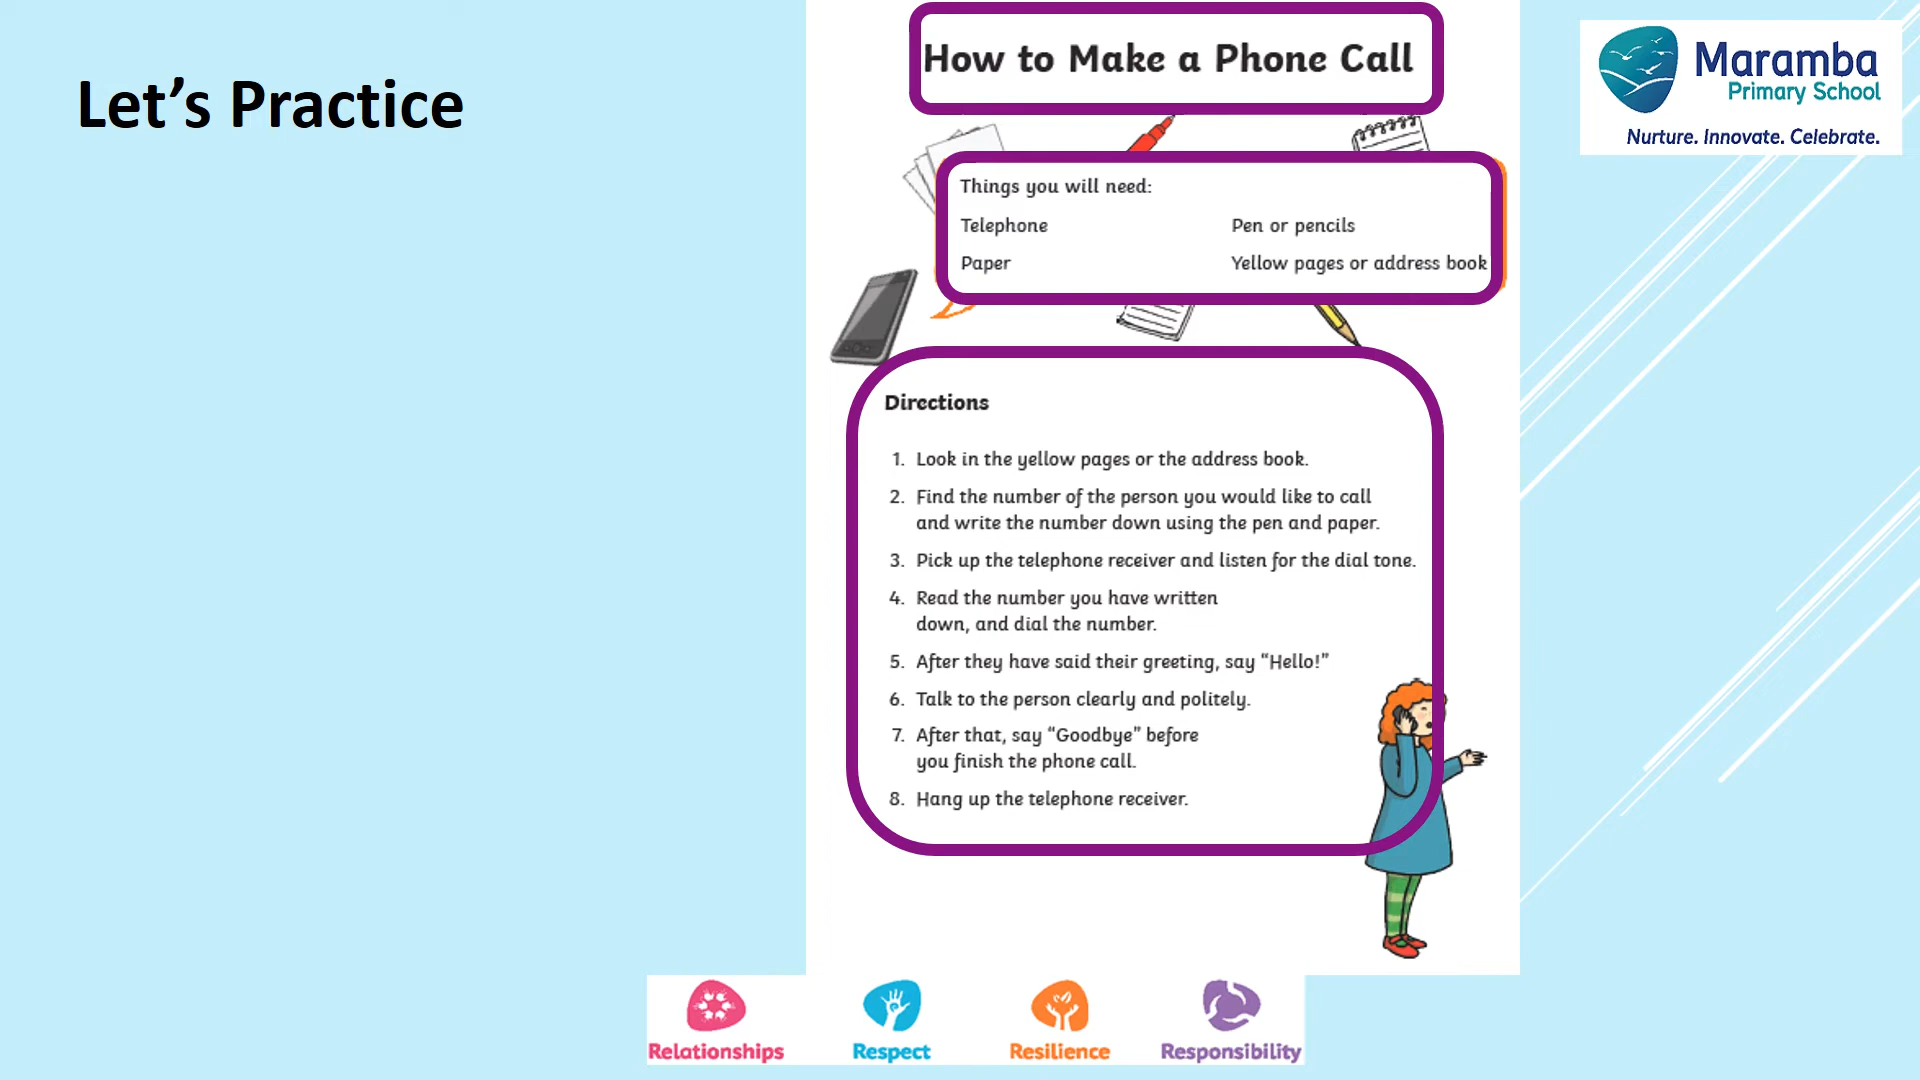 Let’s Practice
How to Make a Phone Call
Maramba
Primary School
Nurture. Innovate. Celebrate.
Things you will need:
Telephone
Pen or pencils
Paper
Yellow pages or address book
Directions
1. Look in the yellow pages or the address book.
2. Find the number of the person you would like to call
and write the number down using the pen and paper.
3. Pick up the telephone receiver and listen for the dial tone.
4. Read the number you have written
down, and dial the number.
5. After they have said their greeting, say “Hello!”
6. Talk to the person clearly and politely.
7. After that, say “Goodbye” before
you finish the phone call.
8. Hang up the telephone receiver.
Relationships
Respect
Resilience
Responsibility